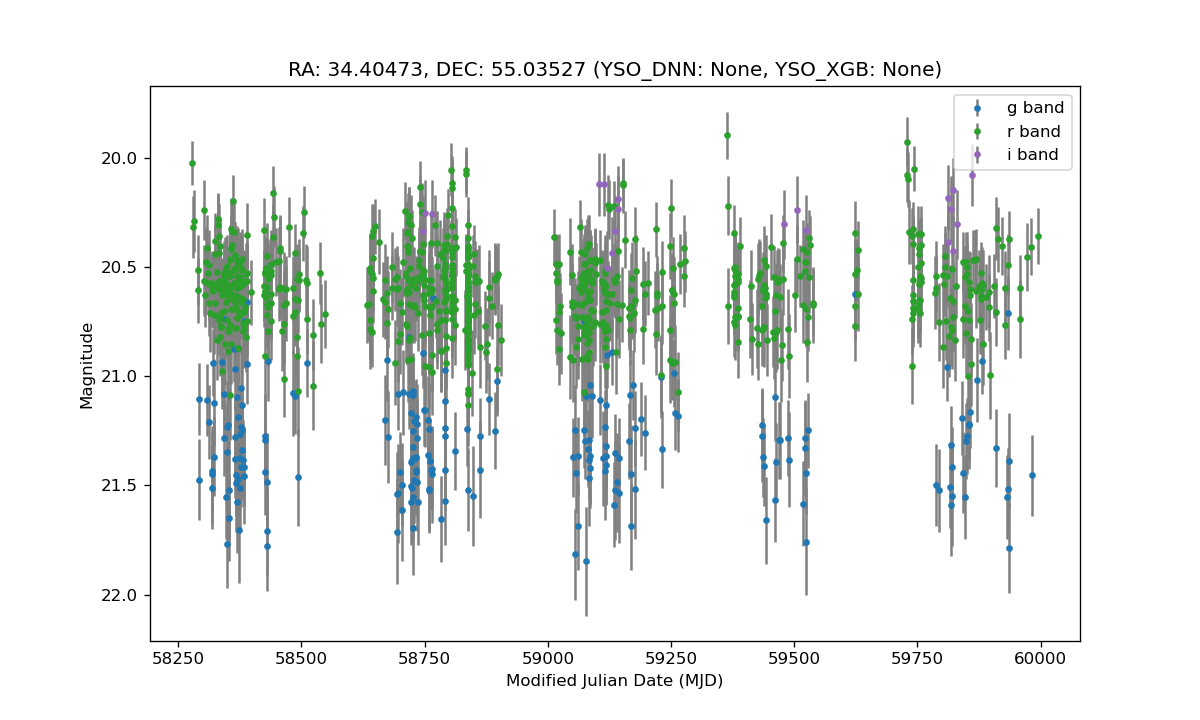 RA: 34.40473, DEC: 55.03527 (YSO_DNN: None, YSO_XGB: None)
g band
r band
i band
20.0
20.5
21.0
21.5
22.0
Magnitude
58250
58500
58750
59000
59250
59500
59750
60000
Modified Julian Date (MJD)